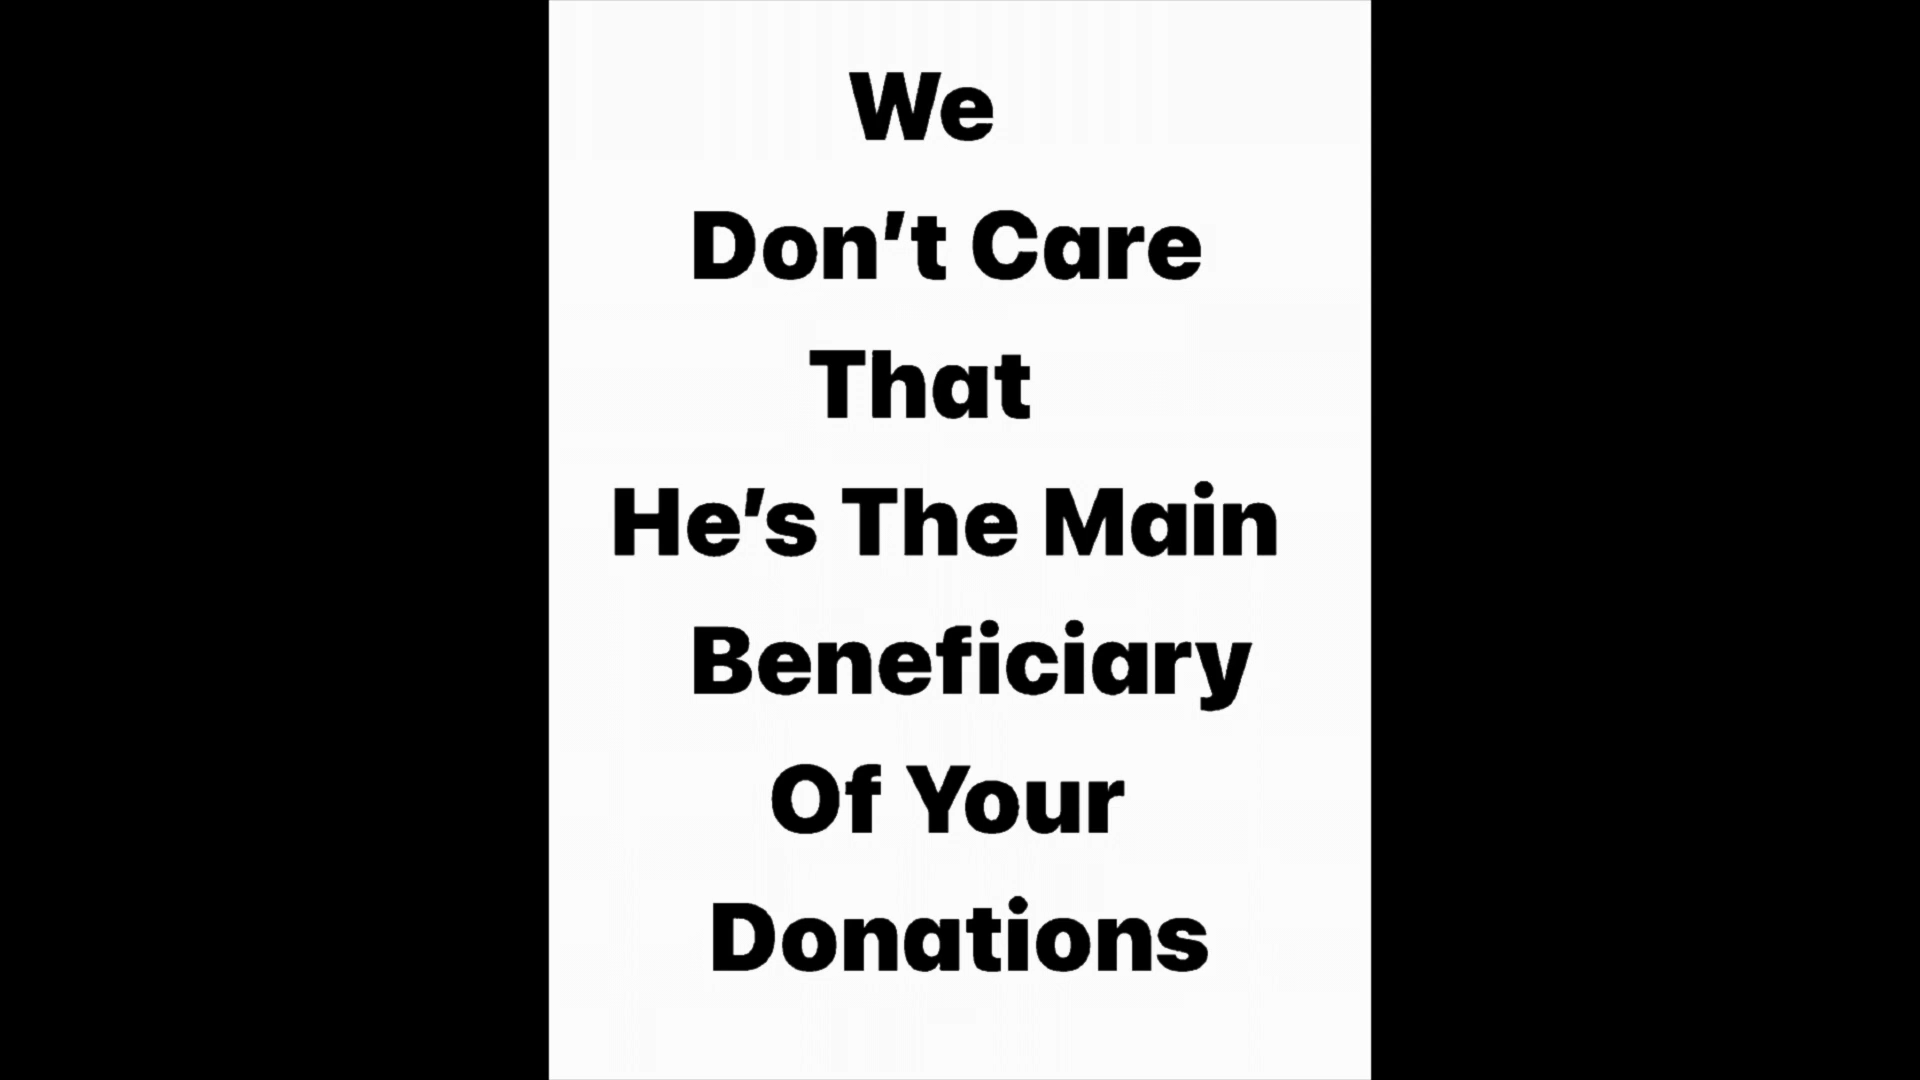 We
Don’t Care
That
He’s The Main
Beneficiary
Of Your
Donations